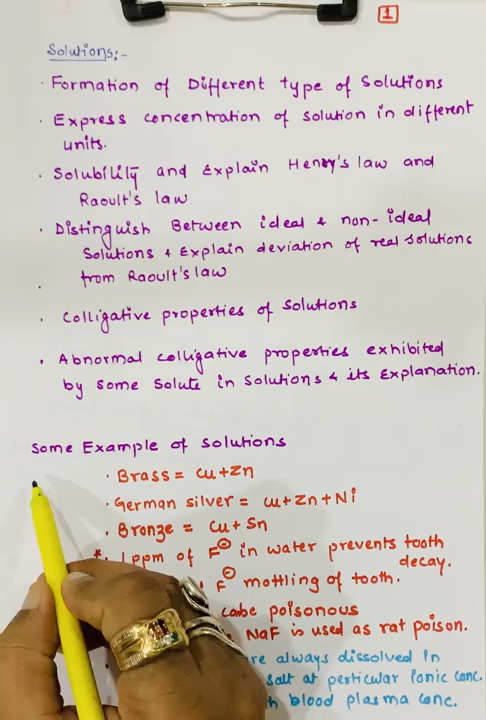 1
Solutions:-
· Formation of Different type of Solutions
· Express concentration of solution in different
units.
· Solubility and Explain Henry's law and
Raoult's law
· Distinguish Between ideal & non-ideal
Solutions & Explain deviation of real solutions
from Raoult's law
· Colligative properties of Solutions
· Abnormal colligative properties exhibited
by some solute in solutions & its Explanation.
Some Example of solutions
· Brass = Cu+Zn
· German silver = Cu+Zn+Ni
· Bronze = Cu+Sn
* 1 ppm of F⊖ in water prevents tooth
decay.
F⊖ mottling of tooth.
cabe poisonous
NaF is used as rat poison.
always dissolved in
salt at perticular ionic conc.
blood plasma conc.